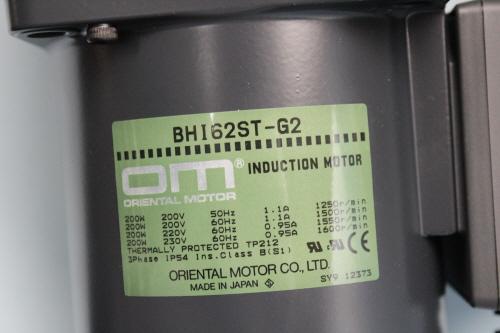 BHI62ST-G2
om® INDUCTION MOTOR
ORIENTAL MOTOR
200W 200V 50Hz 1.1A 1250r/min
200W 200V 60Hz 1.1A 1500r/min
200W 220V 60Hz 0.95A 1550r/min
200W 230V 60Hz 0.95A 1600r/min
THERMALLY PROTECTED TP212
3Phase IP54 Ins.Class B(S1)
ORIENTAL MOTOR CO., LTD.
MADE IN JAPAN S SY9 12373